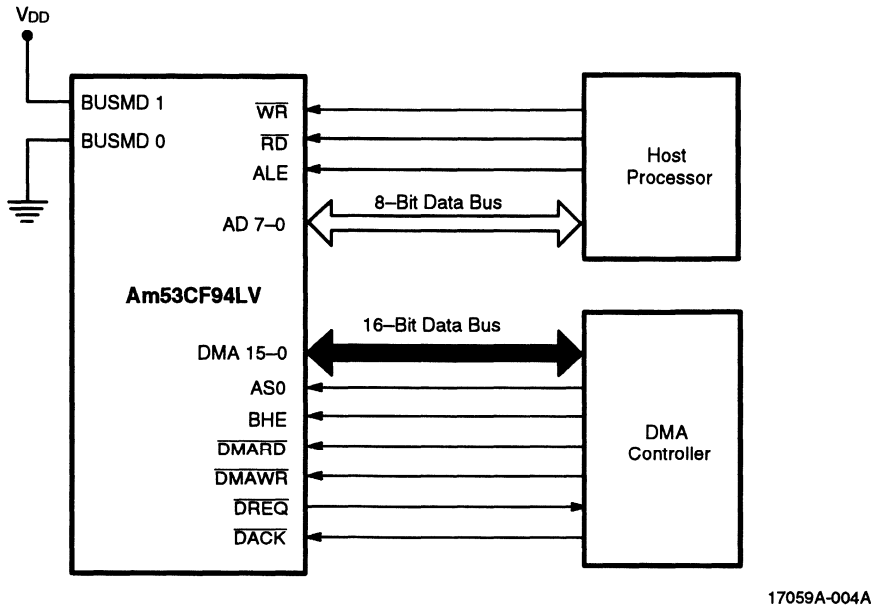 VDD
BUSMD 1
BUSMD 0
WR
RD
ALE
8–Bit Data Bus
AD 7–0
Host
Processor
Am53CF94LV
16–Bit Data Bus
DMA 15–0
AS0
BHE
DMARD
DMAWR
DREQ
DACK
DMA
Controller
17059A-004A